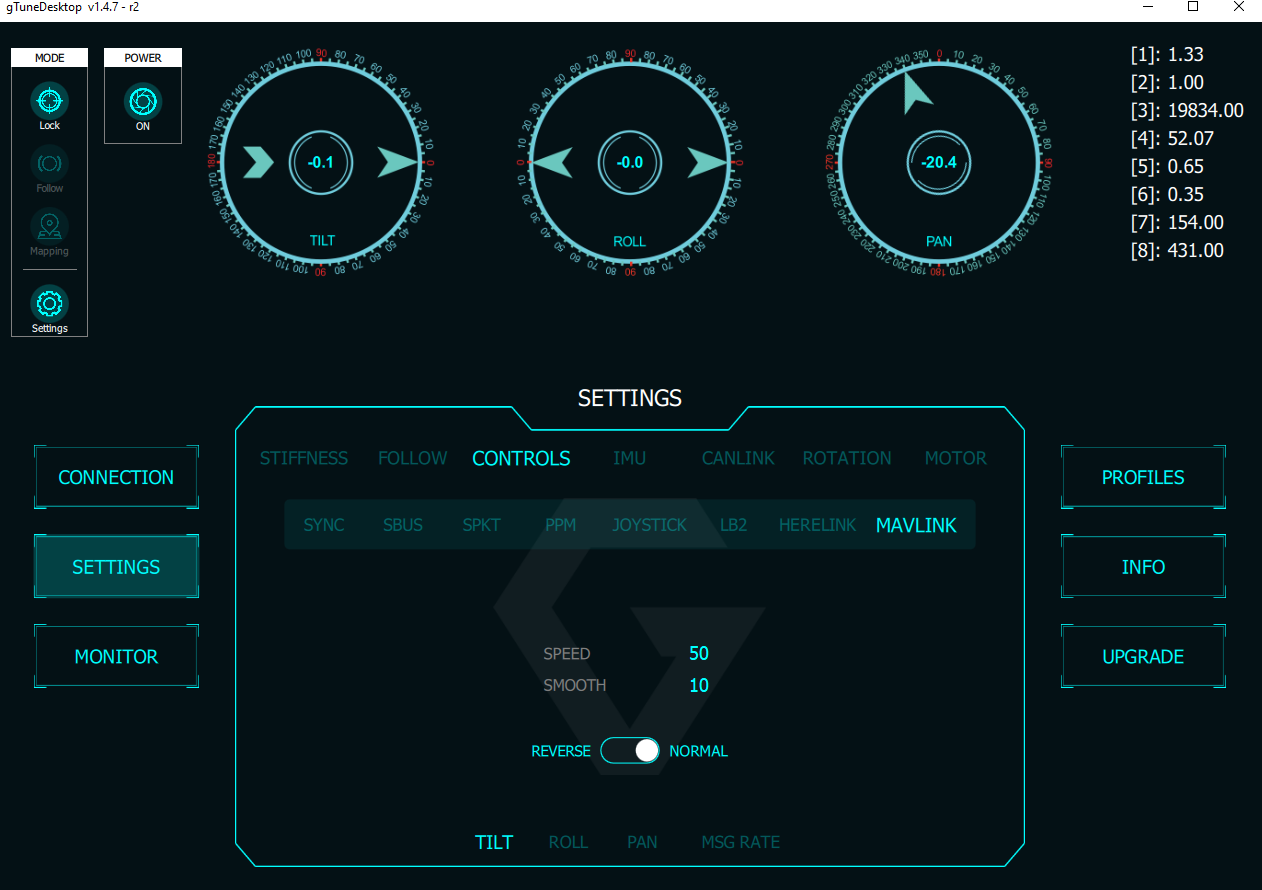 gTuneDesktop v1.4.7 - r2
MODE
POWER
Lock
ON
Follow
Mapping
Settings
-0.1
TILT
-0.0
ROLL
-20.4
PAN
[1]: 1.33
[2]: 1.00
[3]: 19834.00
[4]: 52.07
[5]: 0.65
[6]: 0.35
[7]: 154.00
[8]: 431.00
SETTINGS
CONNECTION
SETTINGS
MONITOR
STIFFNESS FOLLOW CONTROLS IMU CANLINK ROTATION MOTOR
SYNC SBUS SPKT PPM JOYSTICK LB2 HERELINK MAVLINK
SPEED 50
SMOOTH 10
REVERSE NORMAL
TILT ROLL PAN MSG RATE
PROFILES
INFO
UPGRADE